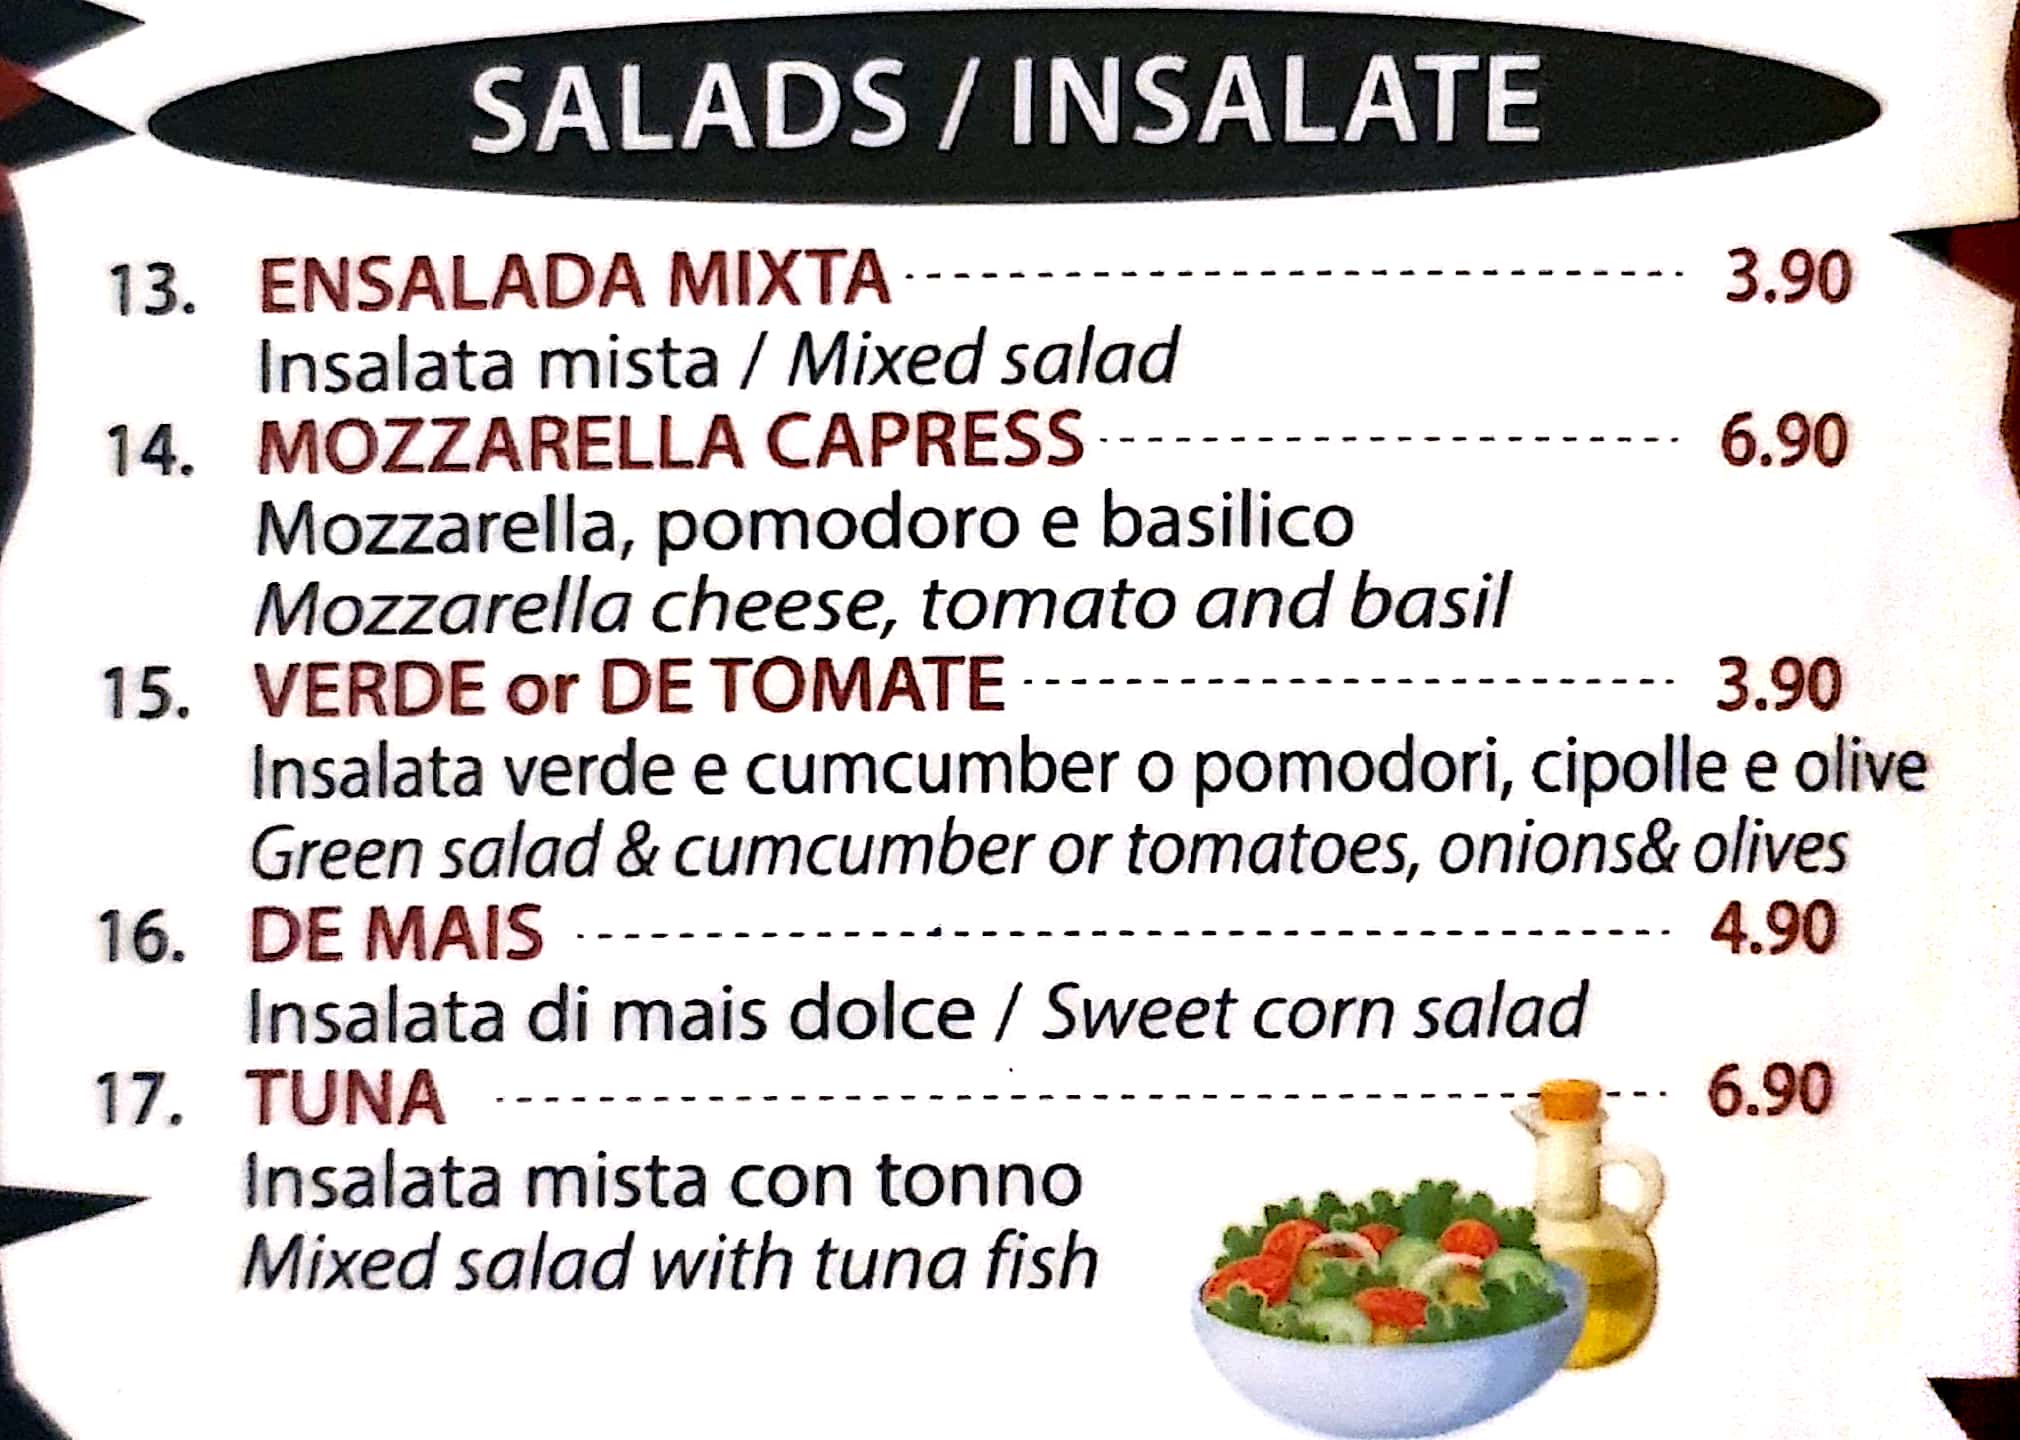 SALADS / INSALATE
13. ENSALADA MIXTA 3.90
Insalata mista / Mixed salad
14. MOZZARELLA CAPRESS 6.90
Mozzarella, pomodoro e basilico
Mozzarella cheese, tomato and basil
15. VERDE or DE TOMATE 3.90
Insalata verde e cumcumber o pomodori, cipolle e olive
Green salad & cumcumber or tomatoes, onions& olives
16. DE MAIS 4.90
Insalata di mais dolce / Sweet corn salad
17. TUNA 6.90
Insalata mista con tonno
Mixed salad with tuna fish